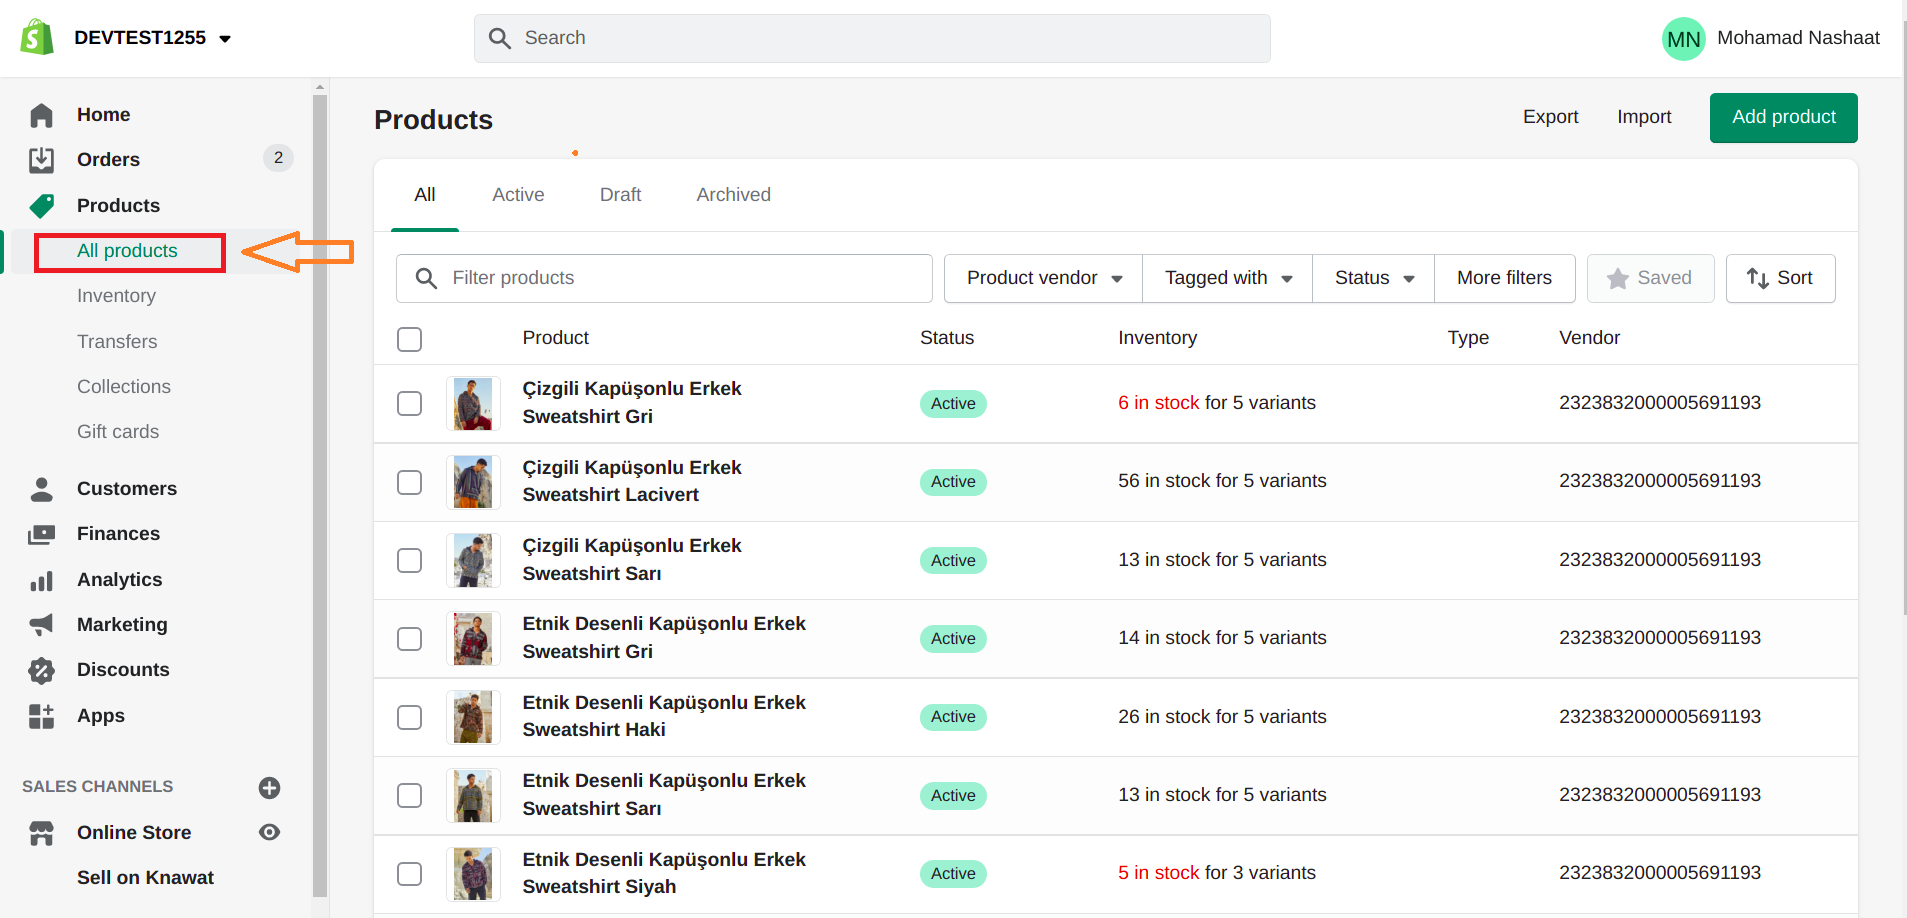 DEVTEST1255
Search
MN Mohamad Nashaat
Home
Orders 2
Products
All products
Inventory
Transfers
Collections
Gift cards
Customers
Finances
Analytics
Marketing
Discounts
Apps
SALES CHANNELS
Online Store
Sell on Knawat
Products
Export Import Add product
All Active Draft Archived
Filter products Product vendor Tagged with Status More filters Saved Sort
Product Status Inventory Type Vendor
Çizgili Kapüşonlu Erkek
Sweatshirt Gri
Active 6 in stock for 5 variants 2323832000005691193
Çizgili Kapüşonlu Erkek
Sweatshirt Lacivert
Active 56 in stock for 5 variants 2323832000005691193
Çizgili Kapüşonlu Erkek
Sweatshirt Sarı
Active 13 in stock for 5 variants 2323832000005691193
Etnik Desenli Kapüşonlu Erkek
Sweatshirt Gri
Active 14 in stock for 5 variants 2323832000005691193
Etnik Desenli Kapüşonlu Erkek
Sweatshirt Haki
Active 26 in stock for 5 variants 2323832000005691193
Etnik Desenli Kapüşonlu Erkek
Sweatshirt Sarı
Active 13 in stock for 5 variants 2323832000005691193
Etnik Desenli Kapüşonlu Erkek
Sweatshirt Siyah
Active 5 in stock for 3 variants 2323832000005691193